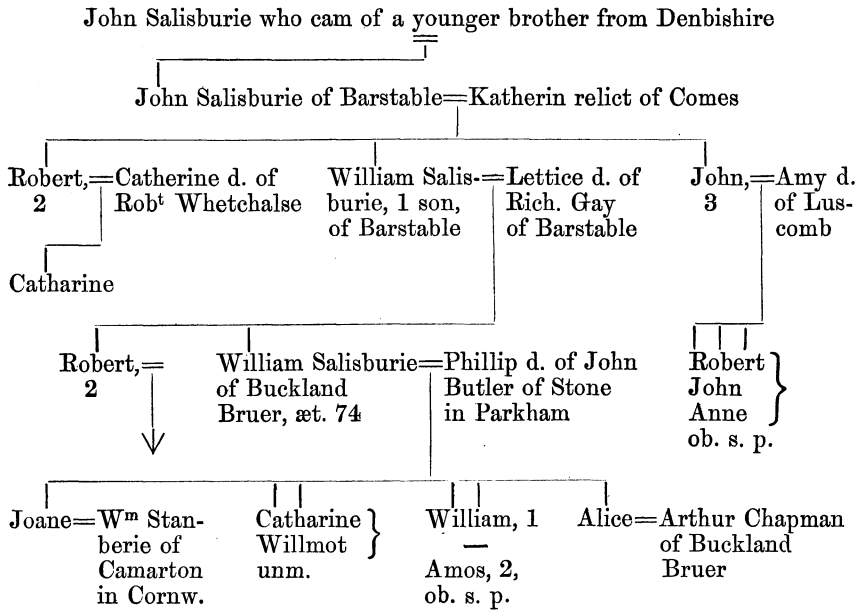 John Salisburie who cam of a younger brother from Denbishire
John Salisburie of Barstable=Katherin relict of Comes
Robert,=Catherine d. of
2 Robᵗ Whetchalse
William Salis-=Lettice d. of
burie, 1 son, Rich. Gay
of Barstable of Barstable
John,=Amy d.
3 of Lus-
comb
Catharine
Robert,=
2
William Salisburie=Phillip d. of John
of Buckland Butler of Stone
Bruer, æt. 74 in Parkham
Robert
John
Anne
ob. s. p.
Joane=Wᵐ Stan-
berie of
Camarton
in Cornw.
Catharine
Willmot
unm.
William, 1
—
Amos, 2,
ob. s. p.
Alice=Arthur Chapman
of Buckland
Bruer